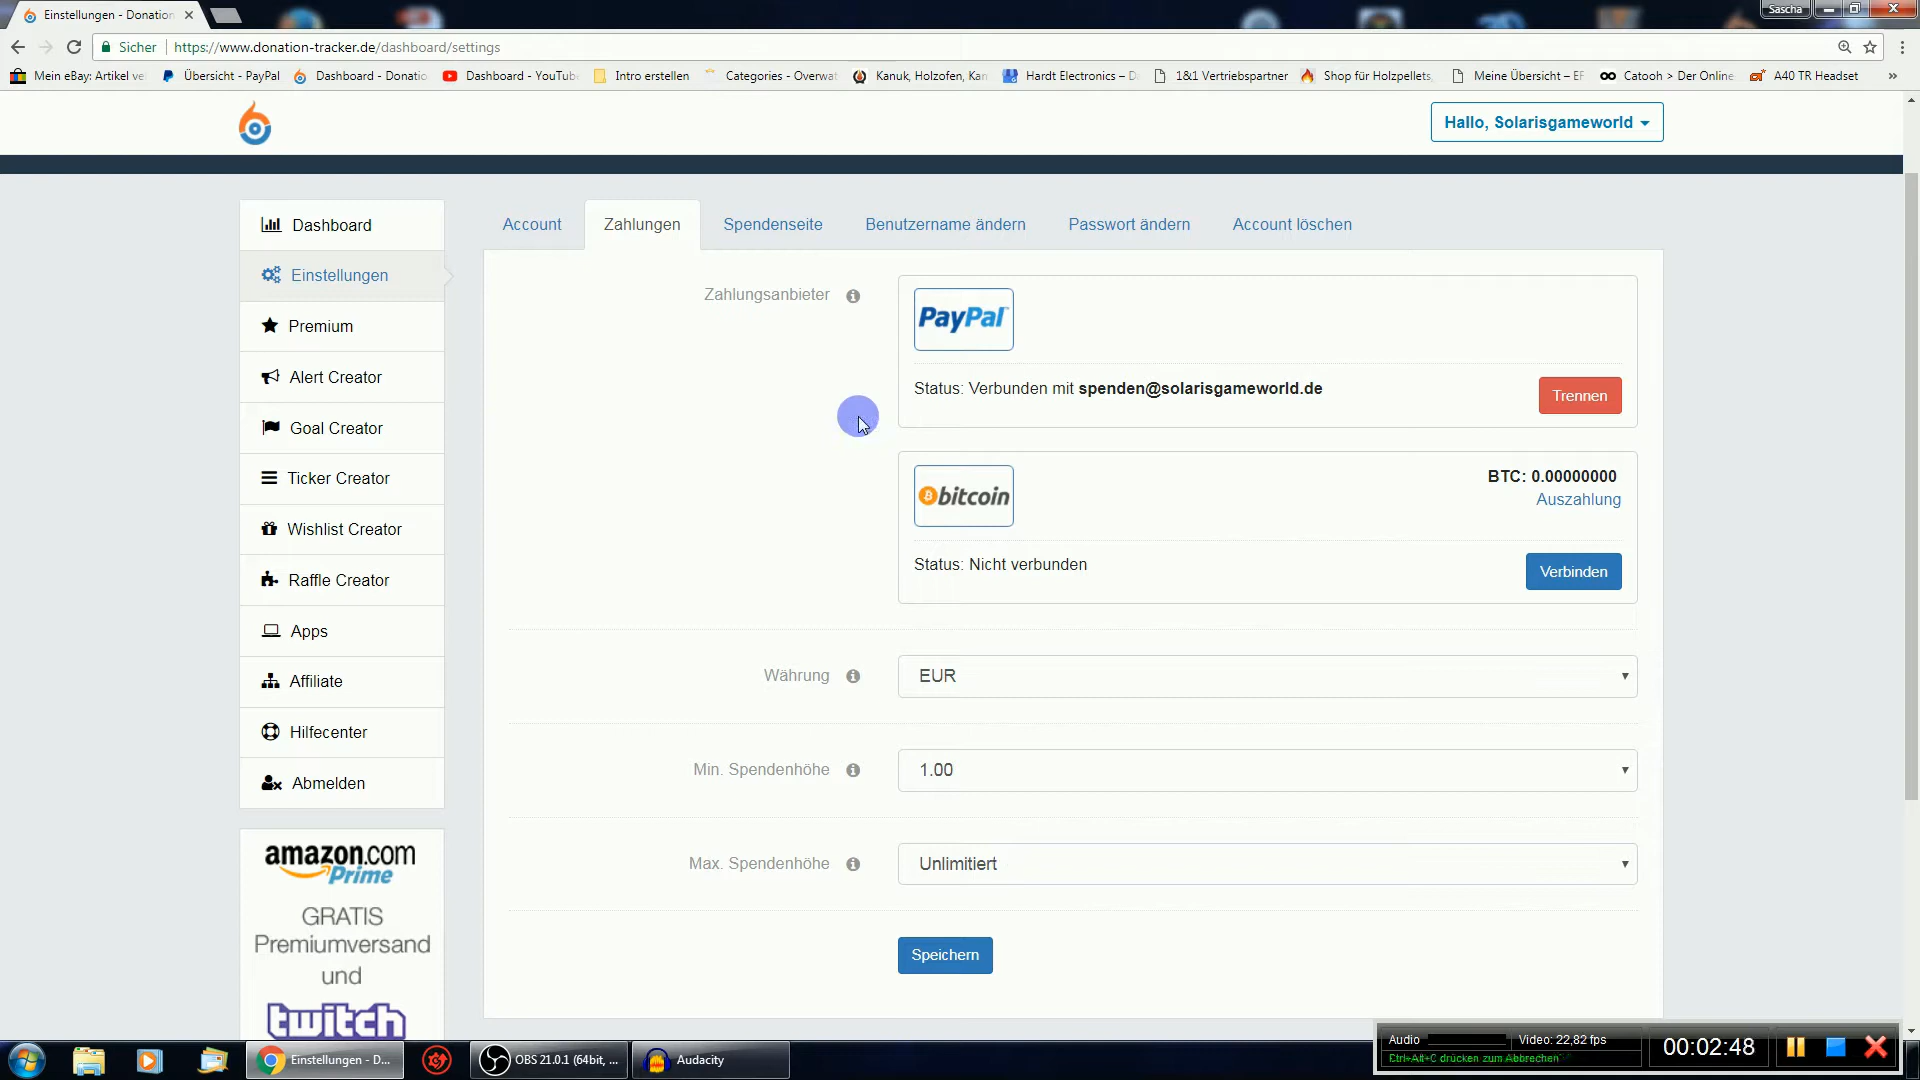 Einstellungen - Donation
Sascha
Sicher
https://www.donation-tracker.de/dashboard/settings
Mein eBay: Artikel ve
Übersicht - PayPal
Dashboard - Donatio
Dashboard - YouTub
Intro erstellen
Categories - Overwat
Kanuk, Holzofen, Kan
Hardt Electronics – D
1&1 Vertriebspartner
Shop für Holzpellets,
Meine Übersicht – EF
Catooh > Der Online
A40 TR Headset
»
Hallo, Solarisgameworld
Dashboard
Einstellungen
Premium
Alert Creator
Goal Creator
Ticker Creator
Wishlist Creator
Raffle Creator
Apps
Affiliate
Hilfecenter
Abmelden
amazon.com
Prime
GRATIS
Premiumversand
und
twitch
Account
Zahlungen
Spendenseite
Benutzername ändern
Passwort ändern
Account löschen
Zahlungsanbieter
PayPal
Status: Verbunden mit spenden@solarisgameworld.de
Trennen
bitcoin
BTC: 0.00000000
Auszahlung
Status: Nicht verbunden
Verbinden
Währung
EUR
Min. Spendenhöhe
1.00
Max. Spendenhöhe
Unlimitiert
Speichern
Einstellungen - D...
OBS 21.0.1 (64bit, ...
Audacity
Audio
Video: 22,82 fps
Ctrl+Alt+C drücken zum Abbrechen
00:02:48